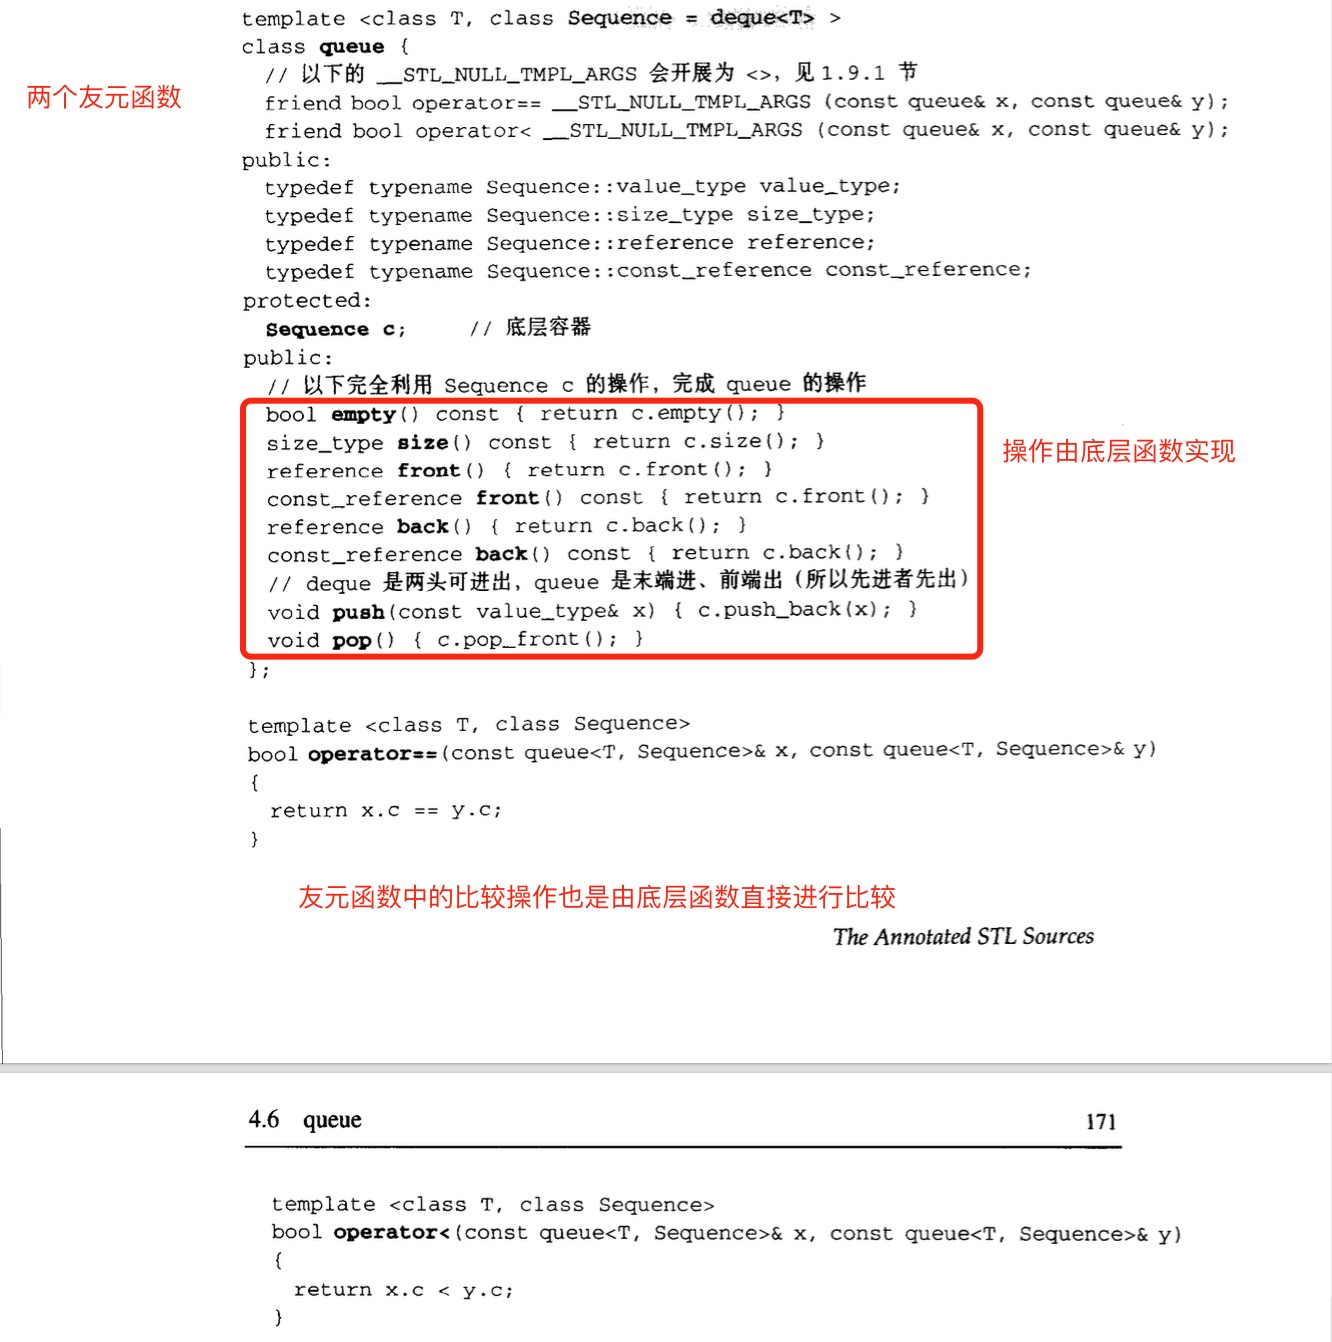 template <class T, class Sequence = deque<T> >
class queue {
// 以下的 __STL_NULL_TMPL_ARGS 会开展为 <>, 见1.9.1 节
两个友元函数
friend bool operator== __STL_NULL_TMPL_ARGS (const queue& x, const queue& y);
friend bool operator< __STL_NULL_TMPL_ARGS (const queue& x, const queue& y);
public:
typedef typename Sequence::value_type value_type;
typedef typename Sequence::size_type size_type;
typedef typename Sequence::reference reference;
typedef typename Sequence::const_reference const_reference;
protected:
Sequence c; // 底层容器
public:
// 以下完全利用 Sequence c 的操作, 完成 queue 的操作
bool empty() const { return c.empty(); }
size_type size() const { return c.size(); }
操作由底层函数实现
reference front() { return c.front(); }
const_reference front() const { return c.front(); }
reference back() { return c.back(); }
const_reference back() const { return c.back(); }
// deque 是两头可进出, queue 是末端进、前端出（所以先进者先出）
void push(const value_type& x) { c.push_back(x); }
void pop() { c.pop_front(); }
};
template <class T, class Sequence>
bool operator==(const queue<T, Sequence>& x, const queue<T, Sequence>& y)
{
return x.c == y.c;
}
友元函数中的比较操作也是由底层函数直接进行比较
The Annotated STL Sources
4.6 queue 171
template <class T, class Sequence>
bool operator<(const queue<T, Sequence>& x, const queue<T, Sequence>& y)
{
return x.c < y.c;
}